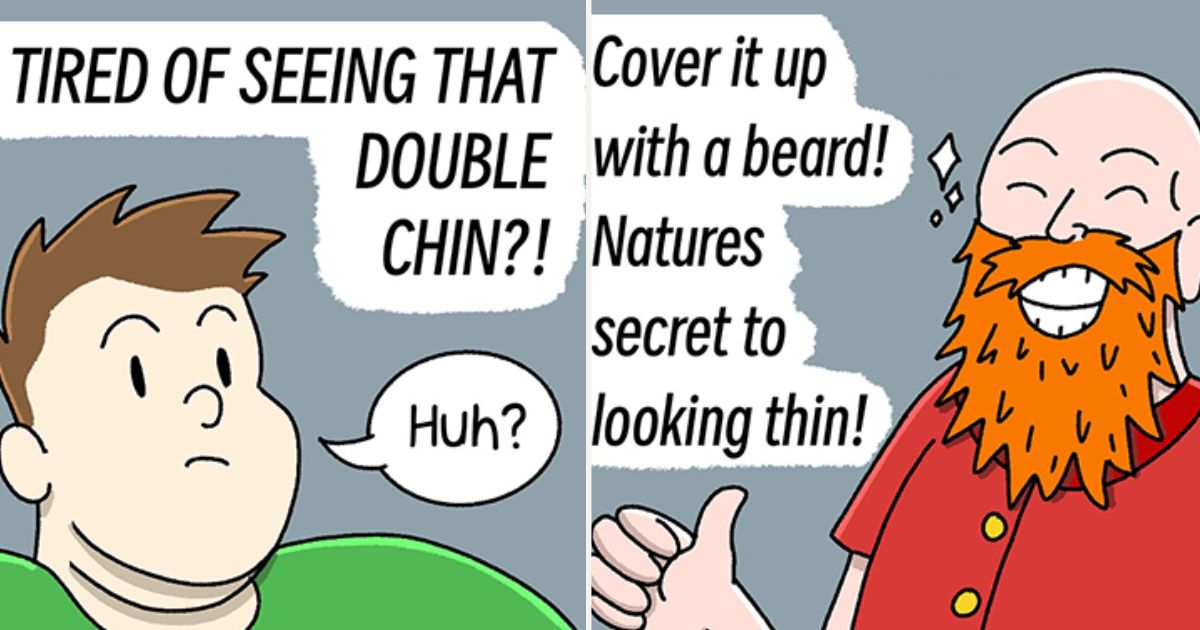 TIRED OF SEEING THAT
DOUBLE
CHIN?!
Huh?
Cover it up
with a beard!
Natures
secret to
looking thin!